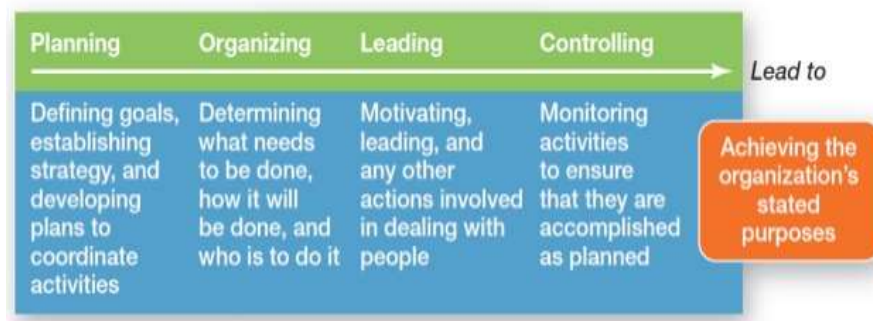 Planning
Organizing
Leading
Controlling
Lead to
Defining goals,
establishing
strategy, and
developing
plans to
coordinate
activities
Determining
what needs
to be done,
how it will
be done, and
who is to do it
Motivating,
leading, and
any other
actions involved
in dealing with
people
Monitoring
activities
to ensure
that they are
accomplished
as planned
Achieving the
organization's
stated
purposes